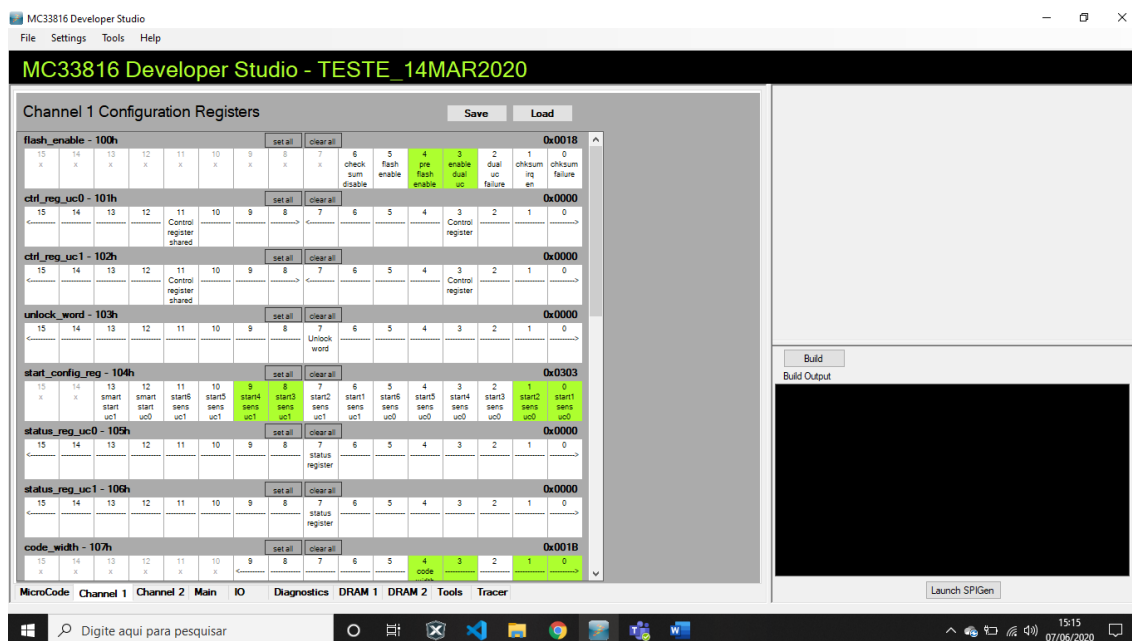 MC33816 Developer Studio
File Settings Tools Help
MC33816 Developer Studio - TESTE_14MAR2020
Channel 1 Configuration Registers Save Load
flash_enable - 100h set all clear all 0x0018
15 14 13 12 11 10 9 8 7 6 5 4 3 2 1 0
x x x x x x x x x check flash pre enable dual chksum chksum
sum enable flash dual uc irq failure
disable enable uc failure en
ctrl_reg_uc0 - 101h set all clear all 0x0000
15 14 13 12 11 10 9 8 7 6 5 4 3 2 1 0
<---------- ---------- ---------- ---------- Control ---------- ---------- ----------> <---------- ---------- ---------- ---------- Control ---------- ---------- ---------->
register register
shared
ctrl_reg_uc1 - 102h set all clear all 0x0000
15 14 13 12 11 10 9 8 7 6 5 4 3 2 1 0
<---------- ---------- ---------- ---------- Control ---------- ---------- ----------> <---------- ---------- ---------- ---------- Control ---------- ---------- ---------->
register register
shared
unlock_word - 103h set all clear all 0x0000
15 14 13 12 11 10 9 8 7 6 5 4 3 2 1 0
<---------- ---------- ---------- ---------- ---------- ---------- ---------- ---------- Unlock ---------- ---------- ---------- ---------- ---------- ---------- ---------->
word
start_config_reg - 104h set all clear all 0x0303
15 14 13 12 11 10 9 8 7 6 5 4 3 2 1 0
x x smart smart start6 start5 start4 start3 start2 start1 start6 start5 start4 start3 start2 start1
start start sens sens sens sens sens sens sens sens sens sens sens sens
uc1 uc0 uc1 uc1 uc1 uc1 uc1 uc1 uc0 uc0 uc0 uc0 uc0 uc0
status_reg_uc0 - 105h set all clear all 0x0000
15 14 13 12 11 10 9 8 7 6 5 4 3 2 1 0
<---------- ---------- ---------- ---------- ---------- ---------- ---------- ---------- status ---------- ---------- ---------- ---------- ---------- ---------- ---------->
register
status_reg_uc1 - 106h set all clear all 0x0000
15 14 13 12 11 10 9 8 7 6 5 4 3 2 1 0
<---------- ---------- ---------- ---------- ---------- ---------- ---------- ---------- status ---------- ---------- ---------- ---------- ---------- ---------- ---------->
register
code_width - 107h set all clear all 0x001B
15 14 13 12 11 10 9 8 7 6 5 4 3 2 1 0
x x x x x x <---------- ---------- ---------- ---------- ---------- code ---------- ---------- ---------- ---------->
MicroCode Channel 1 Channel 2 Main IO Diagnostics DRAM 1 DRAM 2 Tools Tracer
Build
Build Output
Launch SPIGen
Digite aqui para pesquisar
15:15
07/06/2020